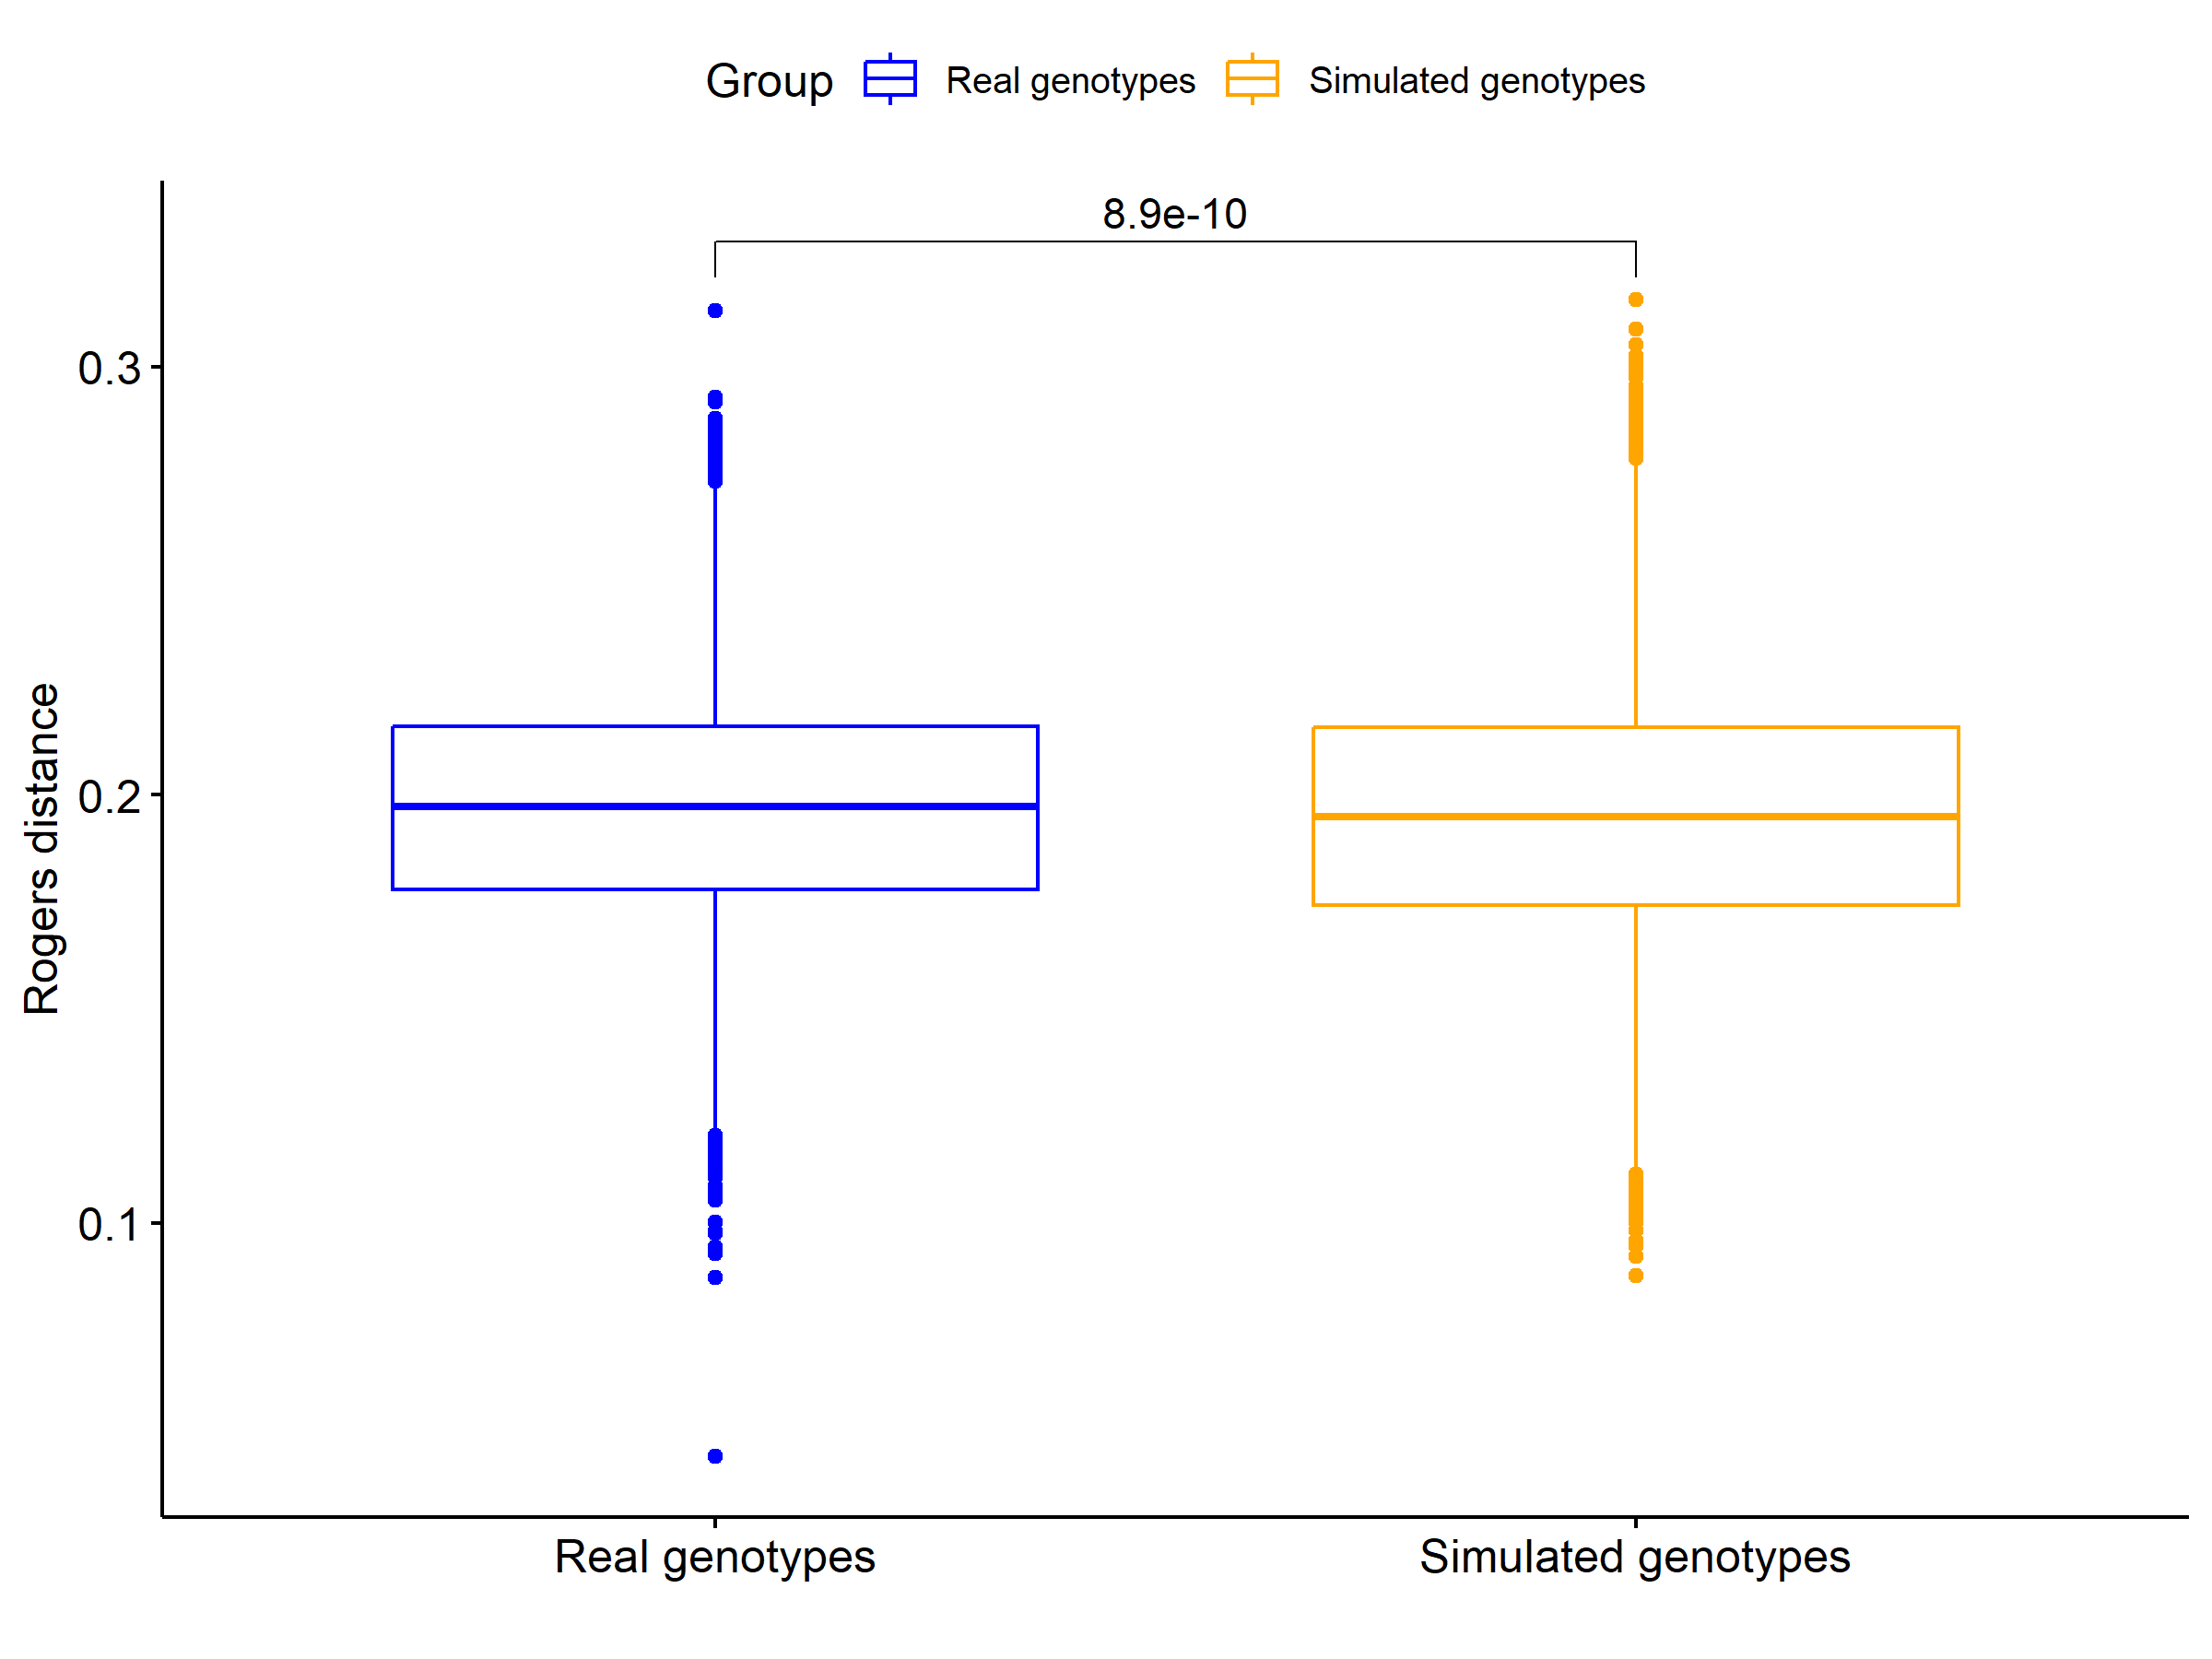 Group Real genotypes Simulated genotypes
8.9e-10
0.3
0.2
0.1
Rogers distance
Real genotypes Simulated genotypes